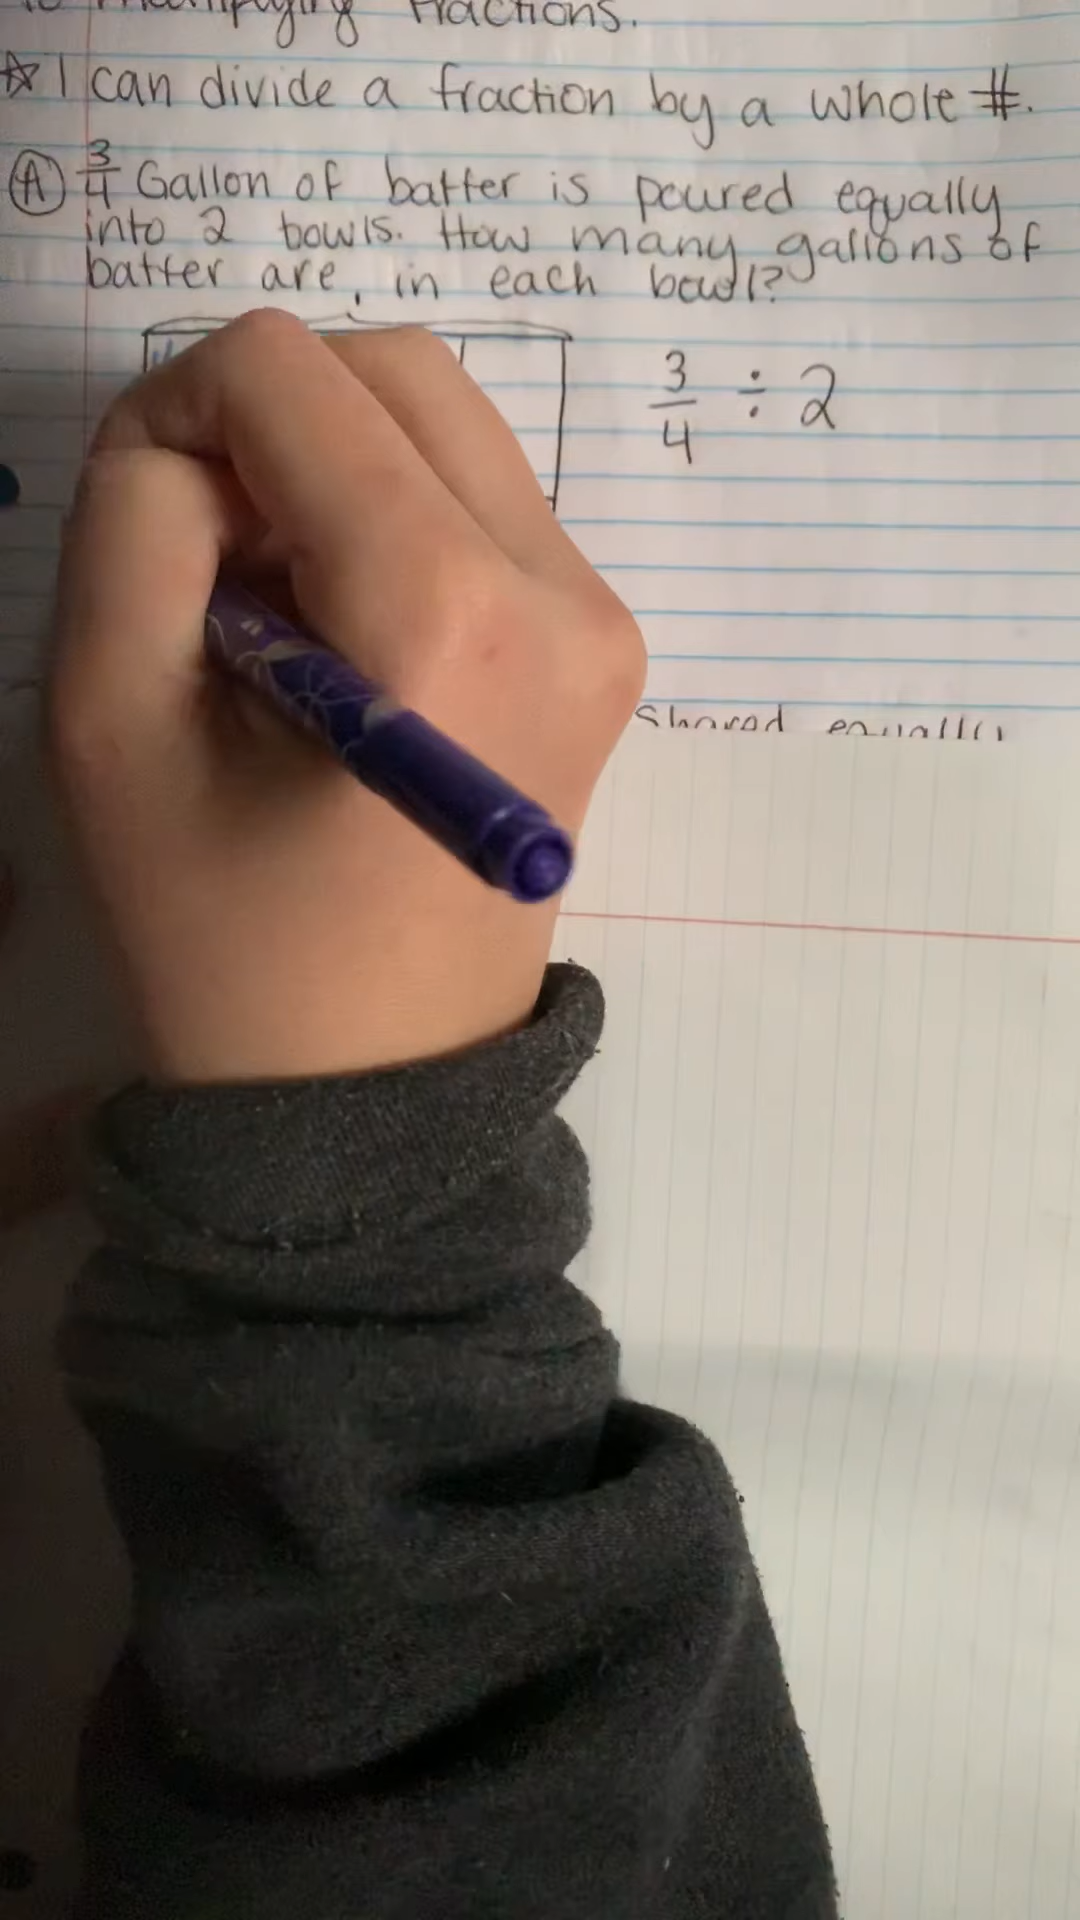 Multiplying Fractions.
☆ I can divide a fraction by a whole #.
Ⓐ 3/4 Gallon of batter is poured equally
into 2 bowls. How many gallons of
batter are in each bowl?
3/4 ÷ 2
Shared equally